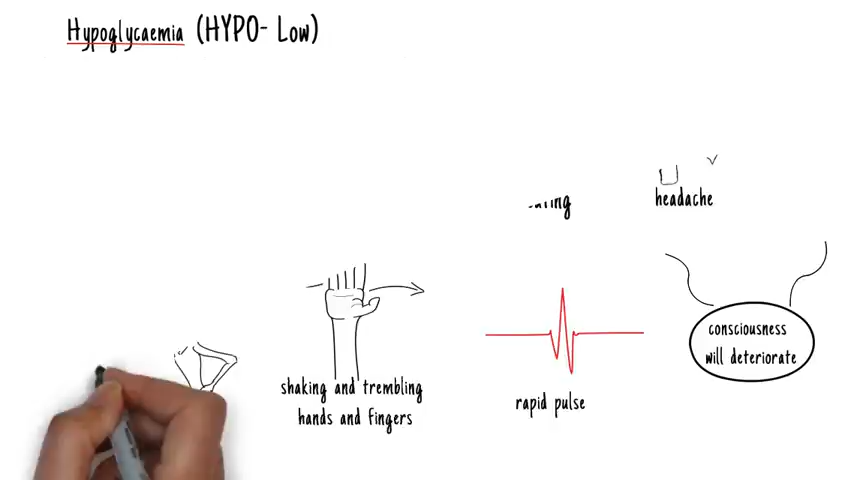 Hypoglycaemia (HYPO- Low)
headache
consciousness
will deteriorate
shaking and trembling
hands and fingers
rapid pulse